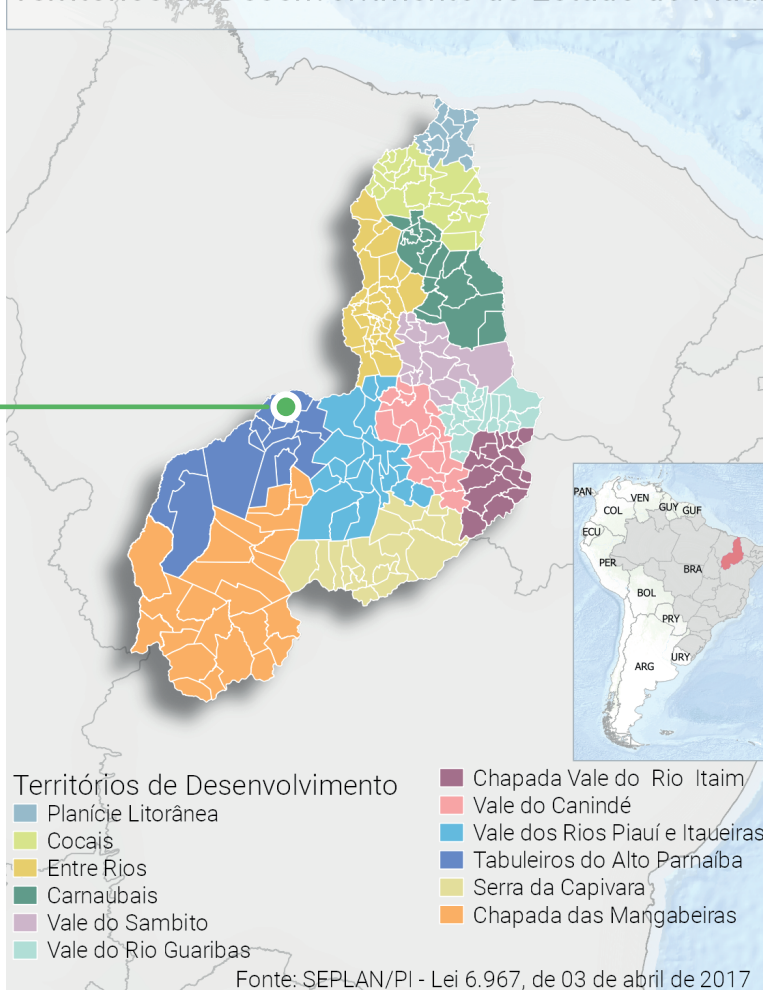 PAN
VEN
COL
GUY
GUF
ECU
PER
BRA
BOL
PRY
URY
ARG
Territórios de Desenvolvimento
Planície Litorânea
Cocais
Entre Rios
Carnaubais
Vale do Sambito
Vale do Rio Guaribas
Chapada Vale do Rio Itaim
Vale do Canindé
Vale dos Rios Piauí e Itaueiras
Tabuleiros do Alto Parnaíba
Serra da Capivara
Chapada das Mangabeiras
Fonte: SEPLAN/PI - Lei 6.967, de 03 de abril de 2017